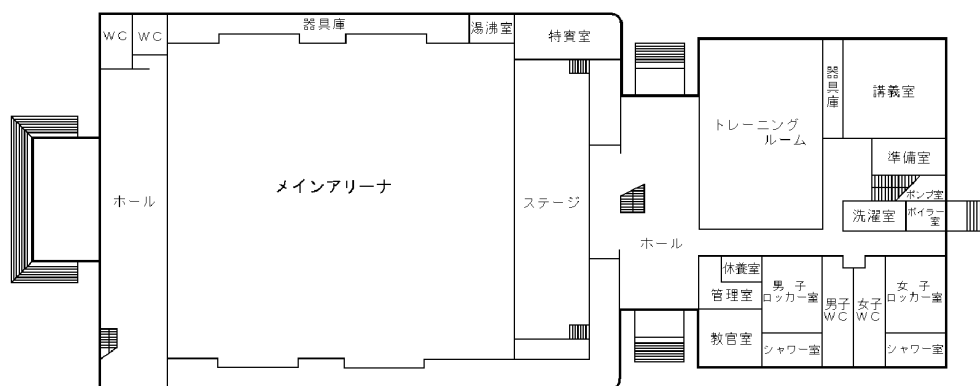 器具庫
湯沸室
特賓室
WC
WC
器具庫
講義室
トレーニング
ルーム
準備室
メインアリーナ
ポンプ室
ホール
ステージ
洗濯室
ボイラー
室
ホール
休養室
管理室
男子
ロッカー室
男子
WC
女子
WC
女子
ロッカー室
教官室
シャワー室
シャワー室